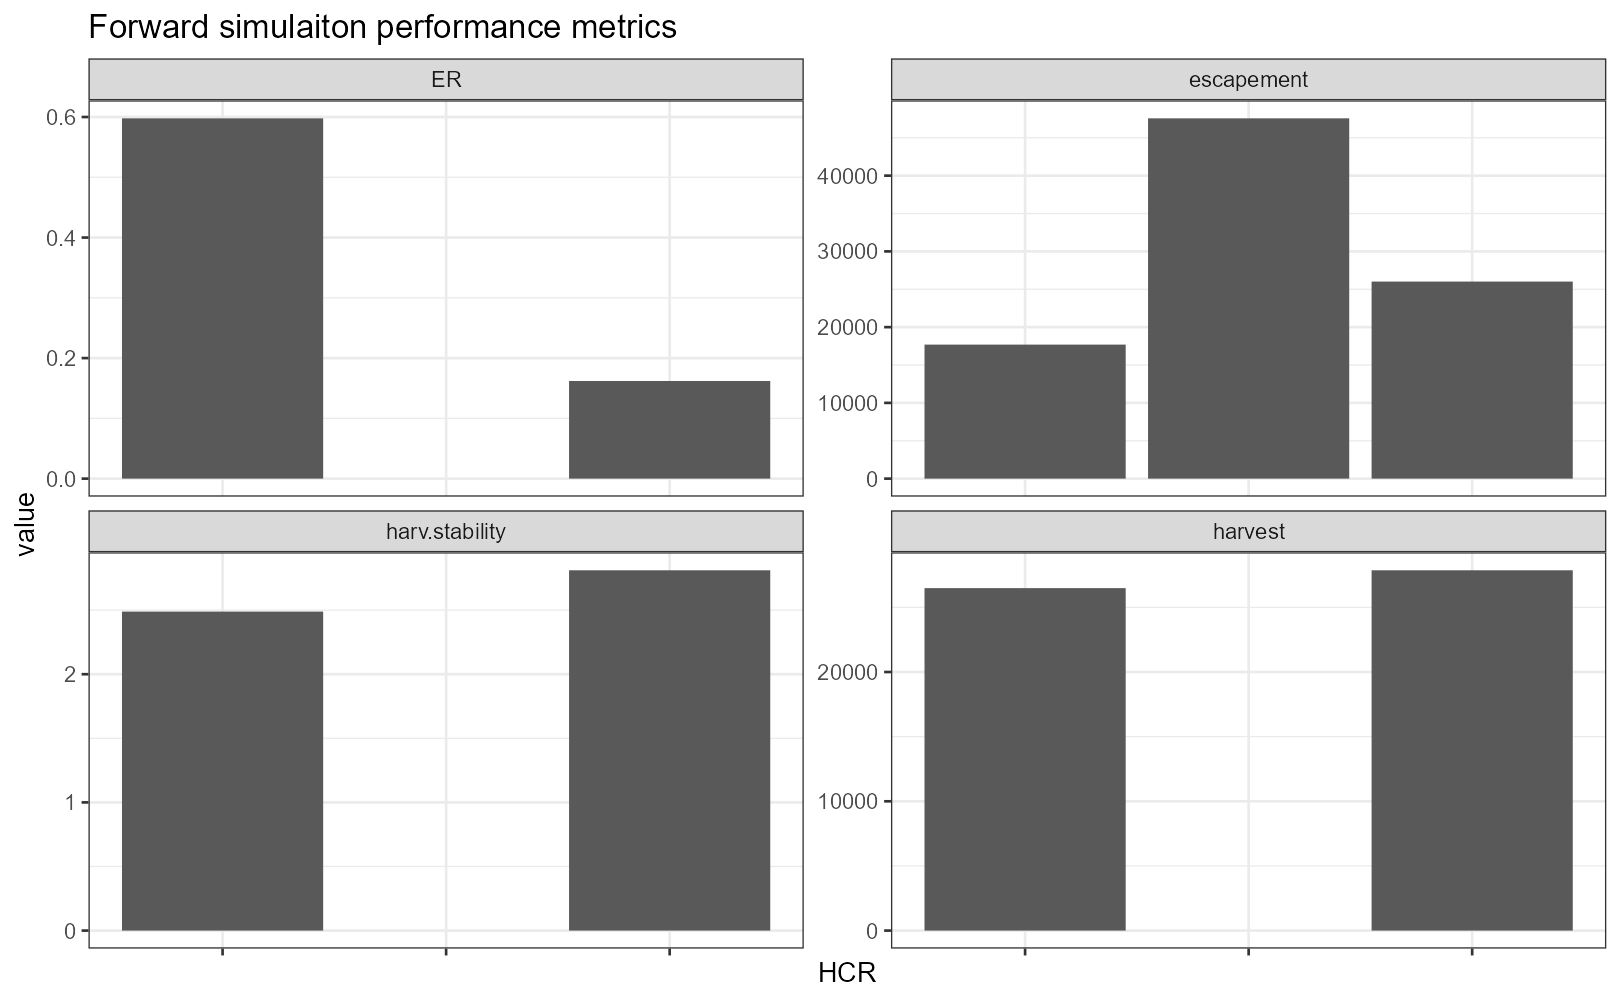 Forward simulaiton performance metrics
ER
escapement
0.6
0.4
0.2
0.0
40000
30000
20000
10000
0
value
harv.stability
harvest
2
1
0
20000
10000
0
HCR